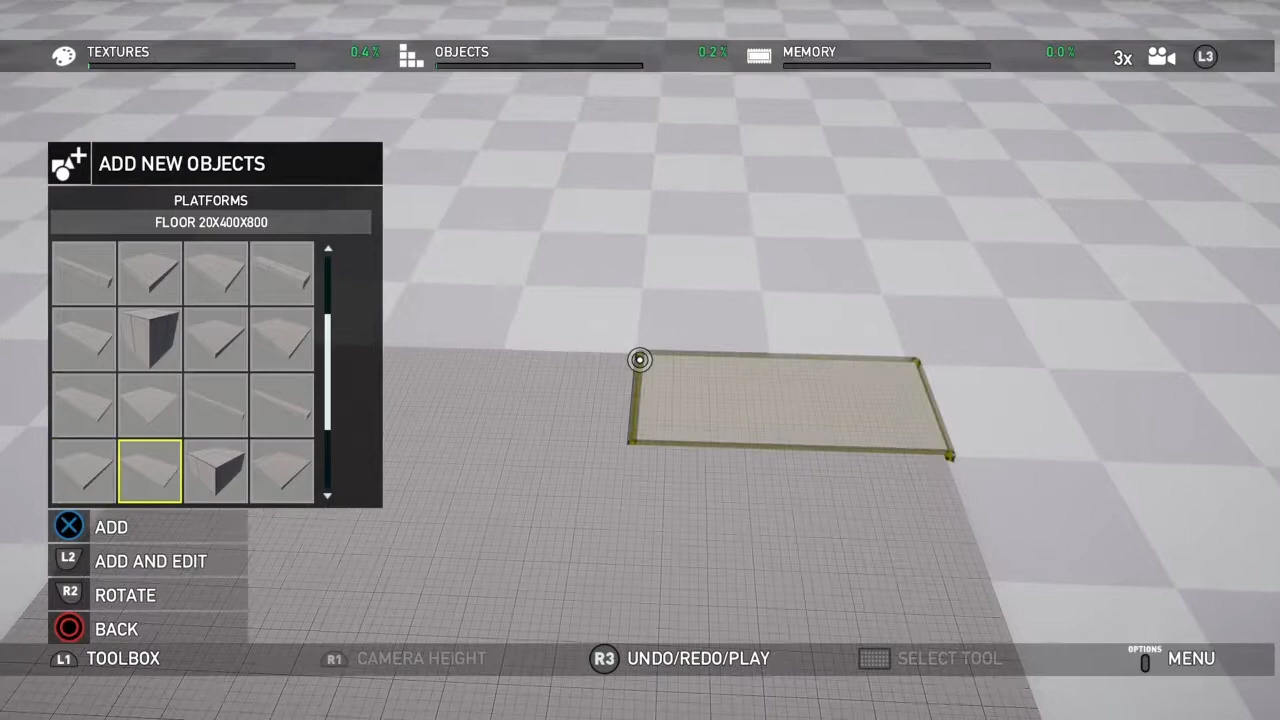 TEXTURES 0.4% OBJECTS 0.2% MEMORY 0.0% 3x L3
ADD NEW OBJECTS
PLATFORMS
FLOOR 20X400X800
ADD
L2 ADD AND EDIT
R2 ROTATE
BACK
L1 TOOLBOX R1 CAMERA HEIGHT R3 UNDO/REDO/PLAY SELECT TOOL OPTIONS MENU